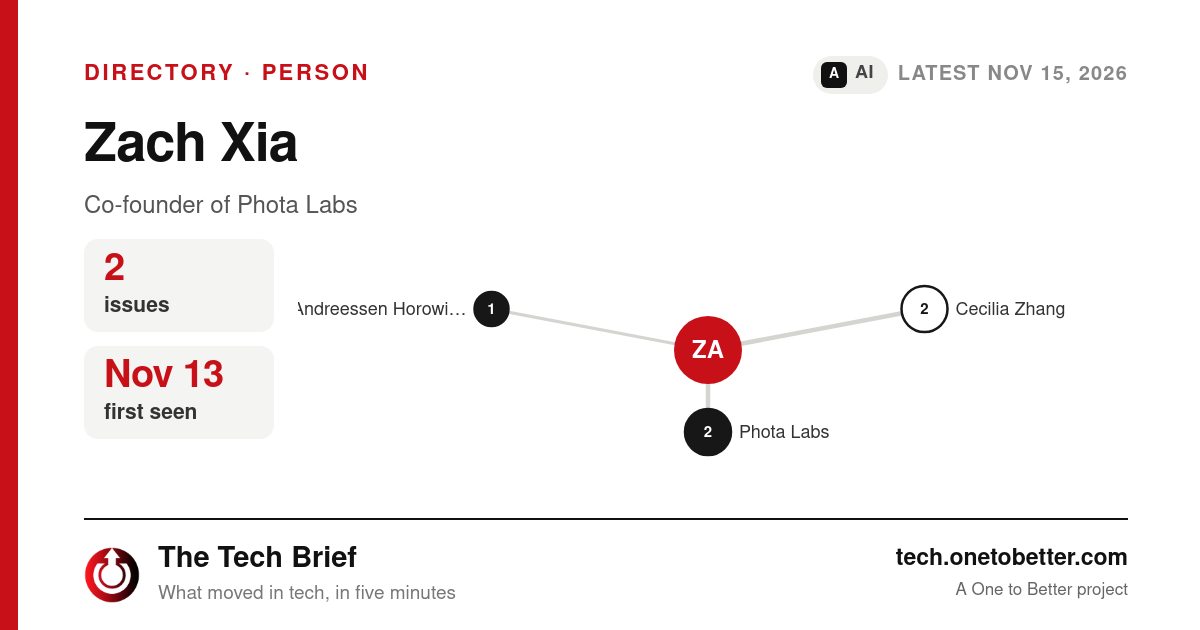 DIRECTORY · PERSON
A AI LATEST NOV 15, 2026
Zach Xia
Co-founder of Phota Labs
2
issues
Nov 13
first seen
Andreessen Horowi… 1
ZA
2 Cecilia Zhang
2 Phota Labs
The Tech Brief
What moved in tech, in five minutes
tech.onetobetter.com
A One to Better project